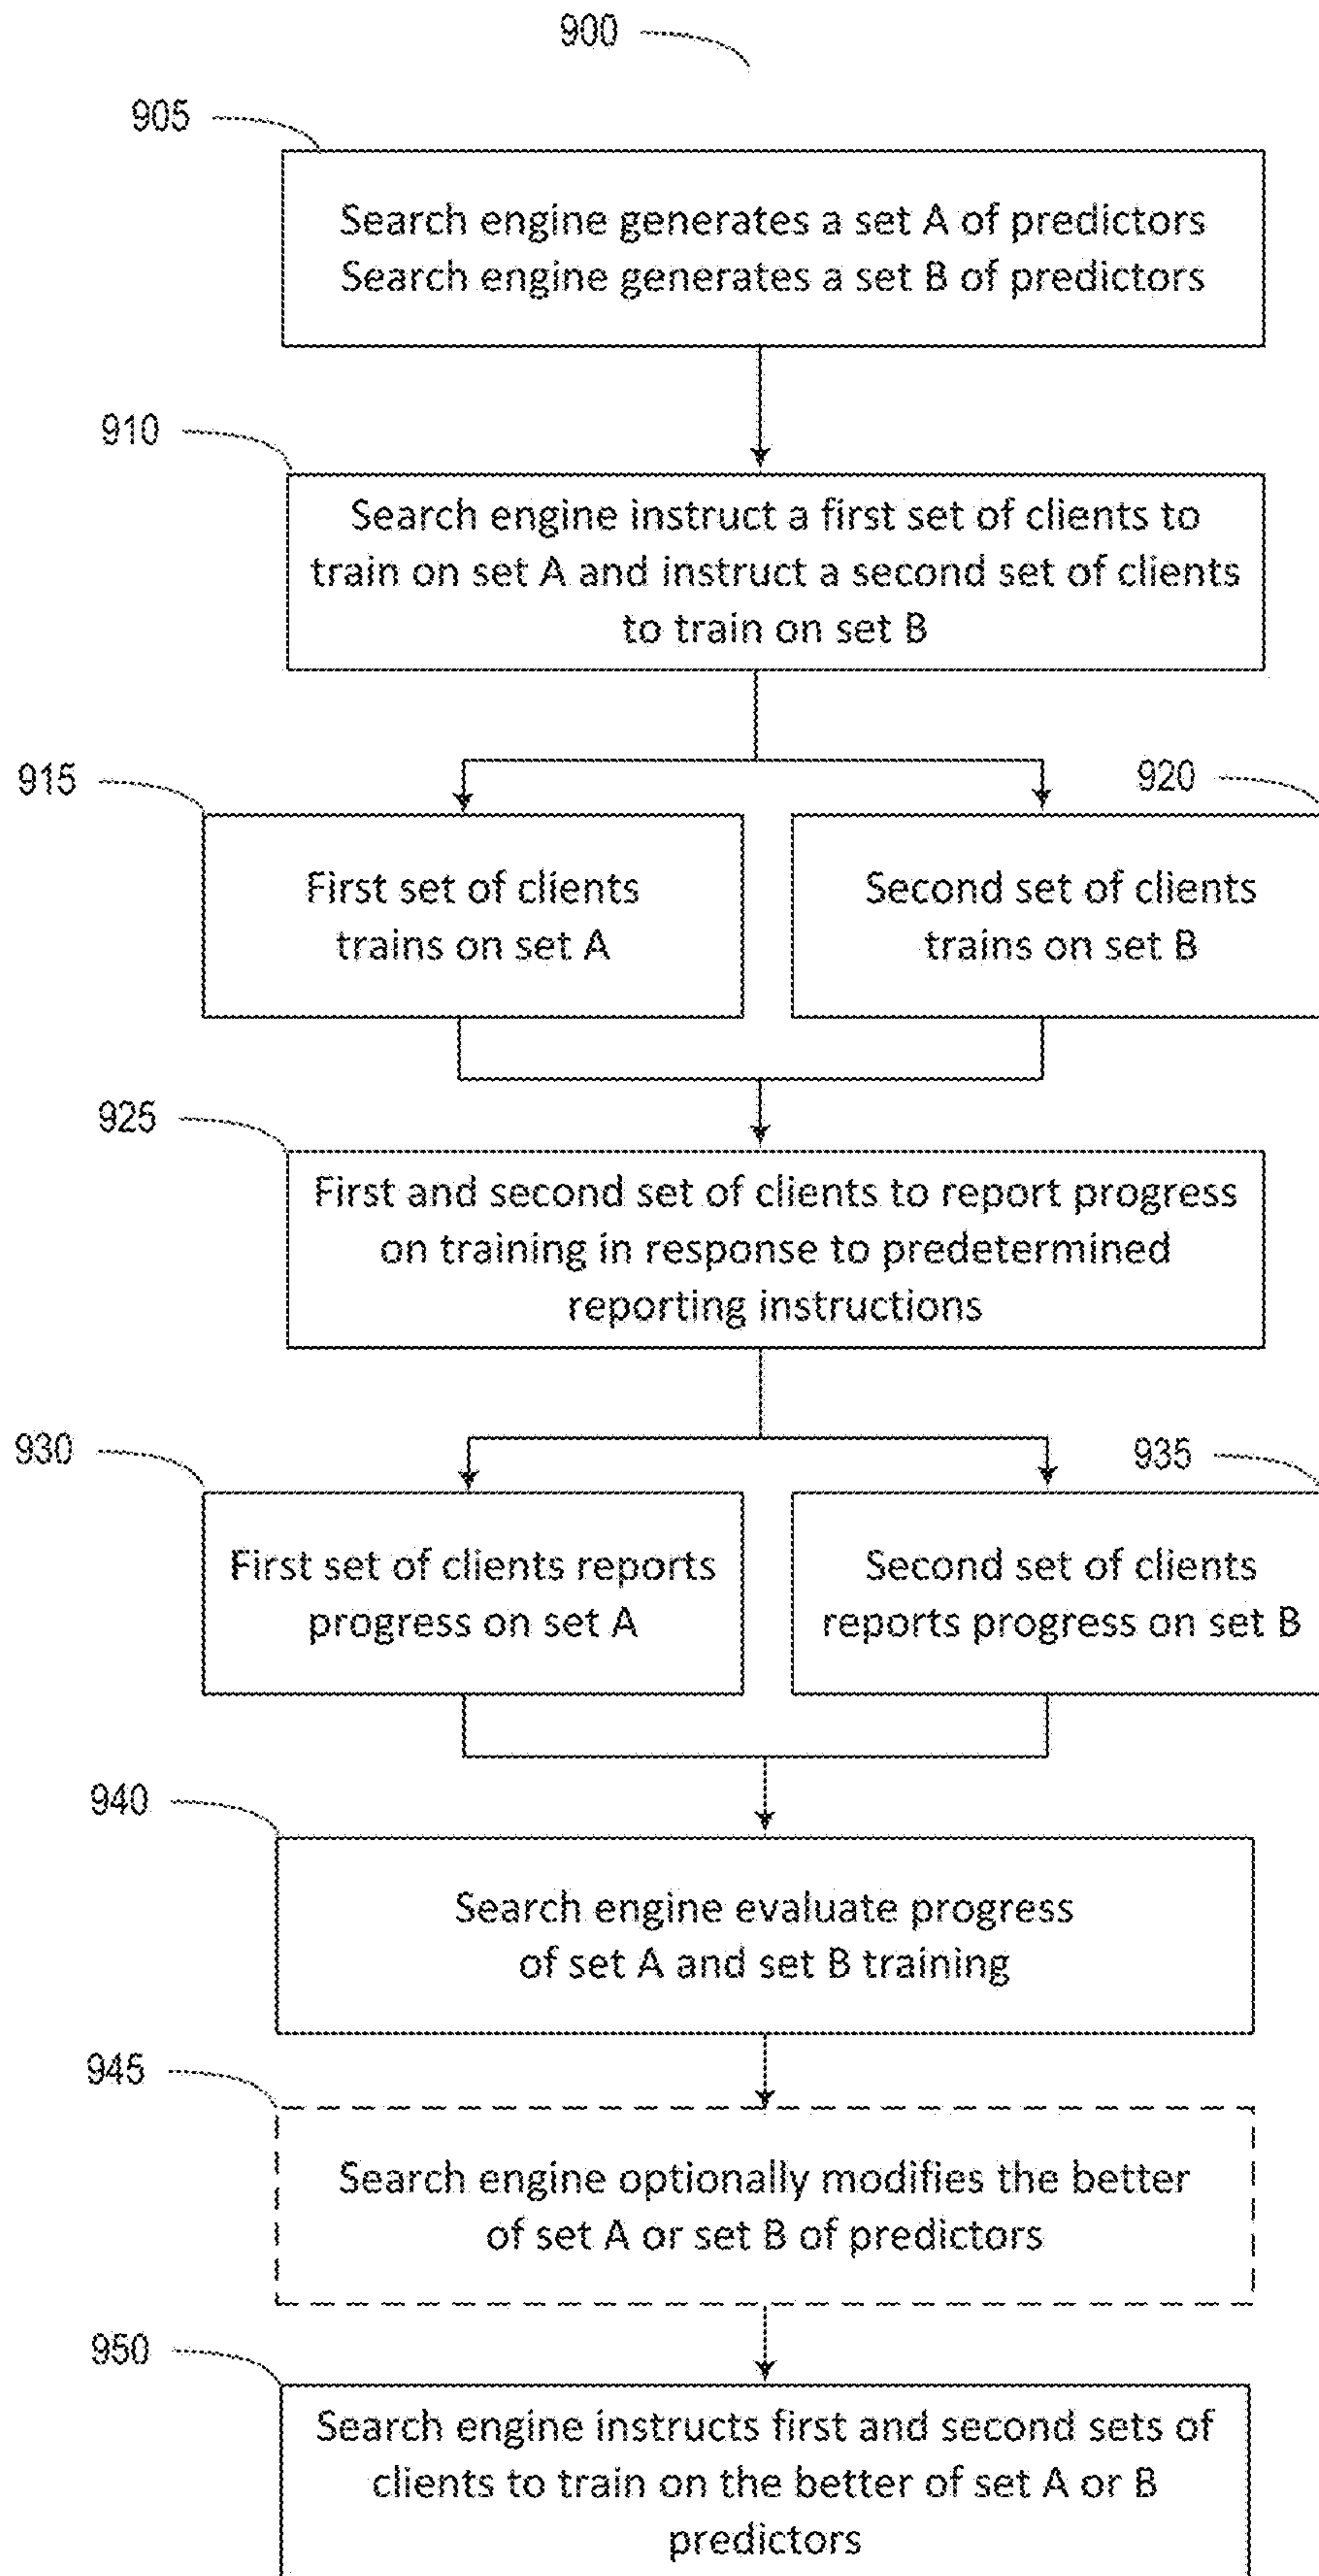 900
905
Search engine generates a set A of predictors
Search engine generates a set B of predictors
910
Search engine instruct a first set of clients to
train on set A and instruct a second set of clients
to train on set B
915
920
First set of clients
trains on set A
Second set of clients
trains on set B
925
First and second set of clients to report progress
on training in response to predetermined
reporting instructions
930
935
First set of clients reports
progress on set A
Second set of clients
reports progress on set B
940
Search engine evaluate progress
of set A and set B training
945
Search engine optionally modifies the better
of set A or set B of predictors
950
Search engine instructs first and second sets of
clients to train on the better of set A or B
predictors